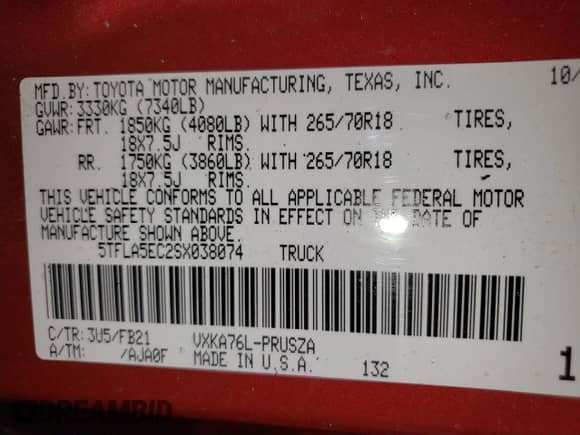 MFD.BY:TOYOTA MOTOR MANUFACTURING, TEXAS, INC. 10/
GVWR:3330KG (7340LB)
GAWR:FRT. 1850KG (4080LB) WITH 265/70R18 TIRES,
18X7.5J RIMS.
RR. 1750KG (3860LB) WITH 265/70R18 TIRES,
18X7.5J RIMS.
THIS VEHICLE CONFORMS TO ALL APPLICABLE FEDERAL MOTOR
VEHICLE SAFETY STANDARDS IN EFFECT ON THE DATE OF
MANUFACTURE SHOWN ABOVE.
5TFLA5EC2SX038074 TRUCK
C/TR:3U5/FB21 VXKA76L-PRUSZA
A/TM: /AJA0F MADE IN U.S.A. 132 1
DREAMBID